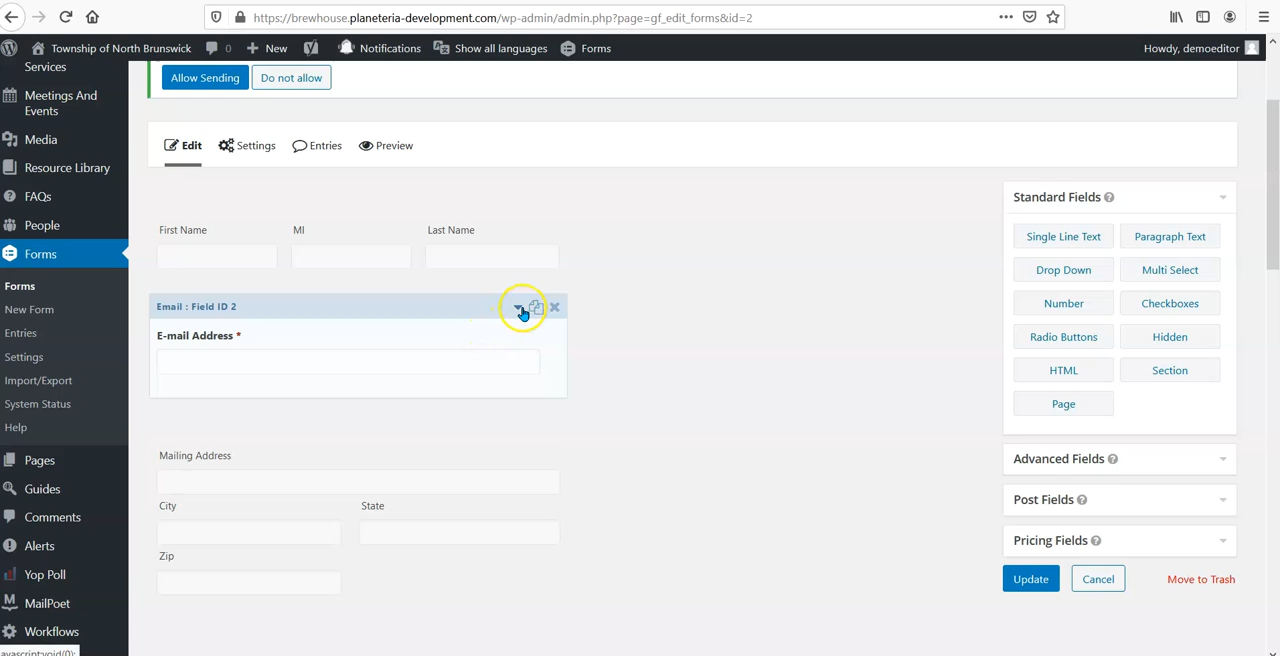 https://brewhouse.planeteria-development.com/wp-admin/admin.php?page=gf_edit_forms&id=2
Township of North Brunswick 0 New Notifications Show all languages Forms Howdy, demoeditor
Services
Meetings And
Events
Media
Resource Library
FAQs
People
Forms
Forms
New Form
Entries
Settings
Import/Export
System Status
Help
Pages
Guides
Comments
Alerts
Yop Poll
MailPoet
Workflows
avascript:void(0);
Allow Sending Do not allow
Edit Settings Entries Preview
First Name MI Last Name
Email : Field ID 2
E-mail Address *
Mailing Address
City State
Zip
Standard Fields
Single Line Text Paragraph Text
Drop Down Multi Select
Number Checkboxes
Radio Buttons Hidden
HTML Section
Page
Advanced Fields
Post Fields
Pricing Fields
Update Cancel Move to Trash